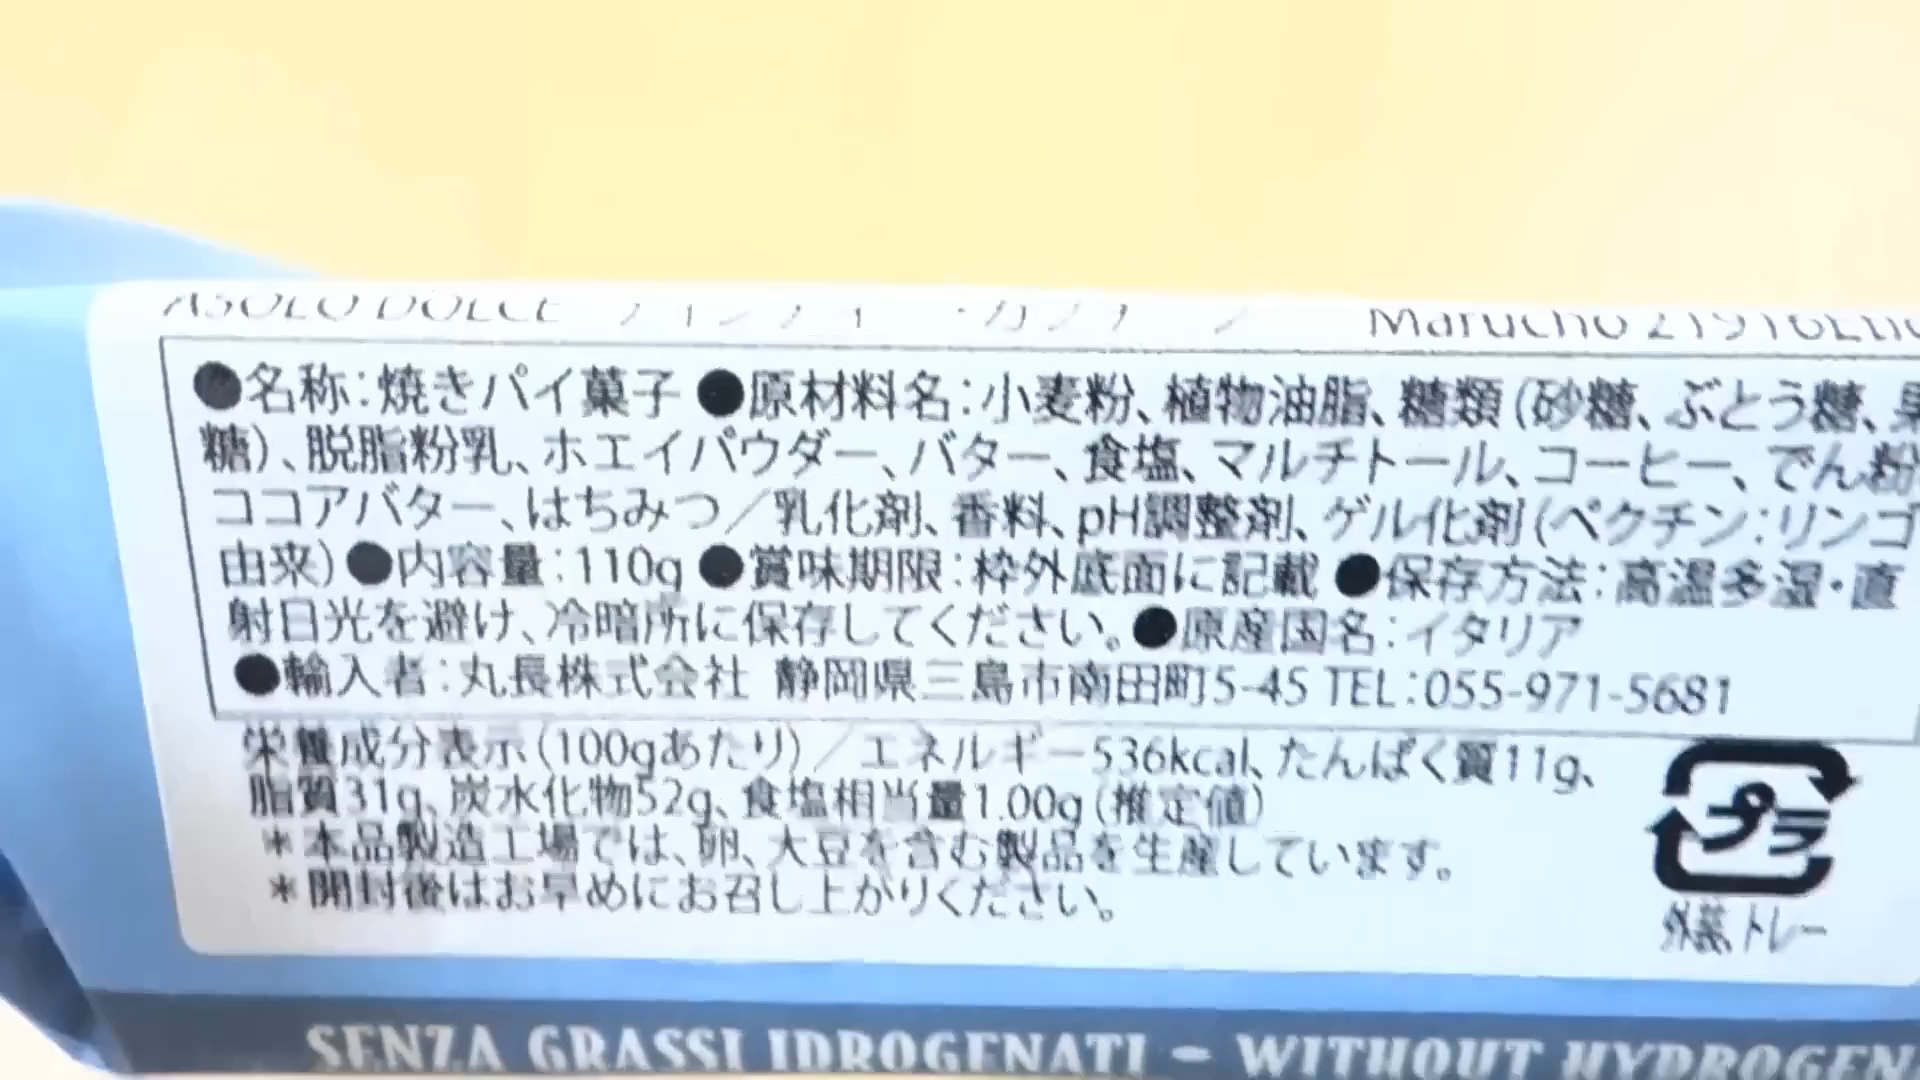 ASOLO DOLCE
Marucho 21916
●名称:焼きパイ菓子 ●原材料名:小麦粉、植物油脂、糖類(砂糖、ぶとう糖、果
糖)、脱脂粉乳、ホエイパウダー、バター、食塩、マルチトール、コーヒー、でん粉
ココアバター、はちみつ/乳化剤、香料、pH調整剤、ゲル化剤(ペクチン:リンゴ
由来) ●内容量:110g ●賞味期限:枠外底面に記載 ●保存方法:高温多湿・直
射日光を避け、冷暗所に保存してください。●原産国名:イタリア
●輸入者:丸長株式会社 静岡県三島市南田町5-45 TEL:055-971-5681
栄養成分表示(100gあたり)/エネルギー536kcal、たんぱく質11g、
脂質31g、炭水化物52g、食塩相当量1.00g(推定値)
*本品製造工場では、卵、大豆を含む製品を生産しています。
*開封後はお早めにお召し上がりください。
プラ
外装、トレー
SENZA GRASSI IDROGENATI - WITHOUT HYDROGEN